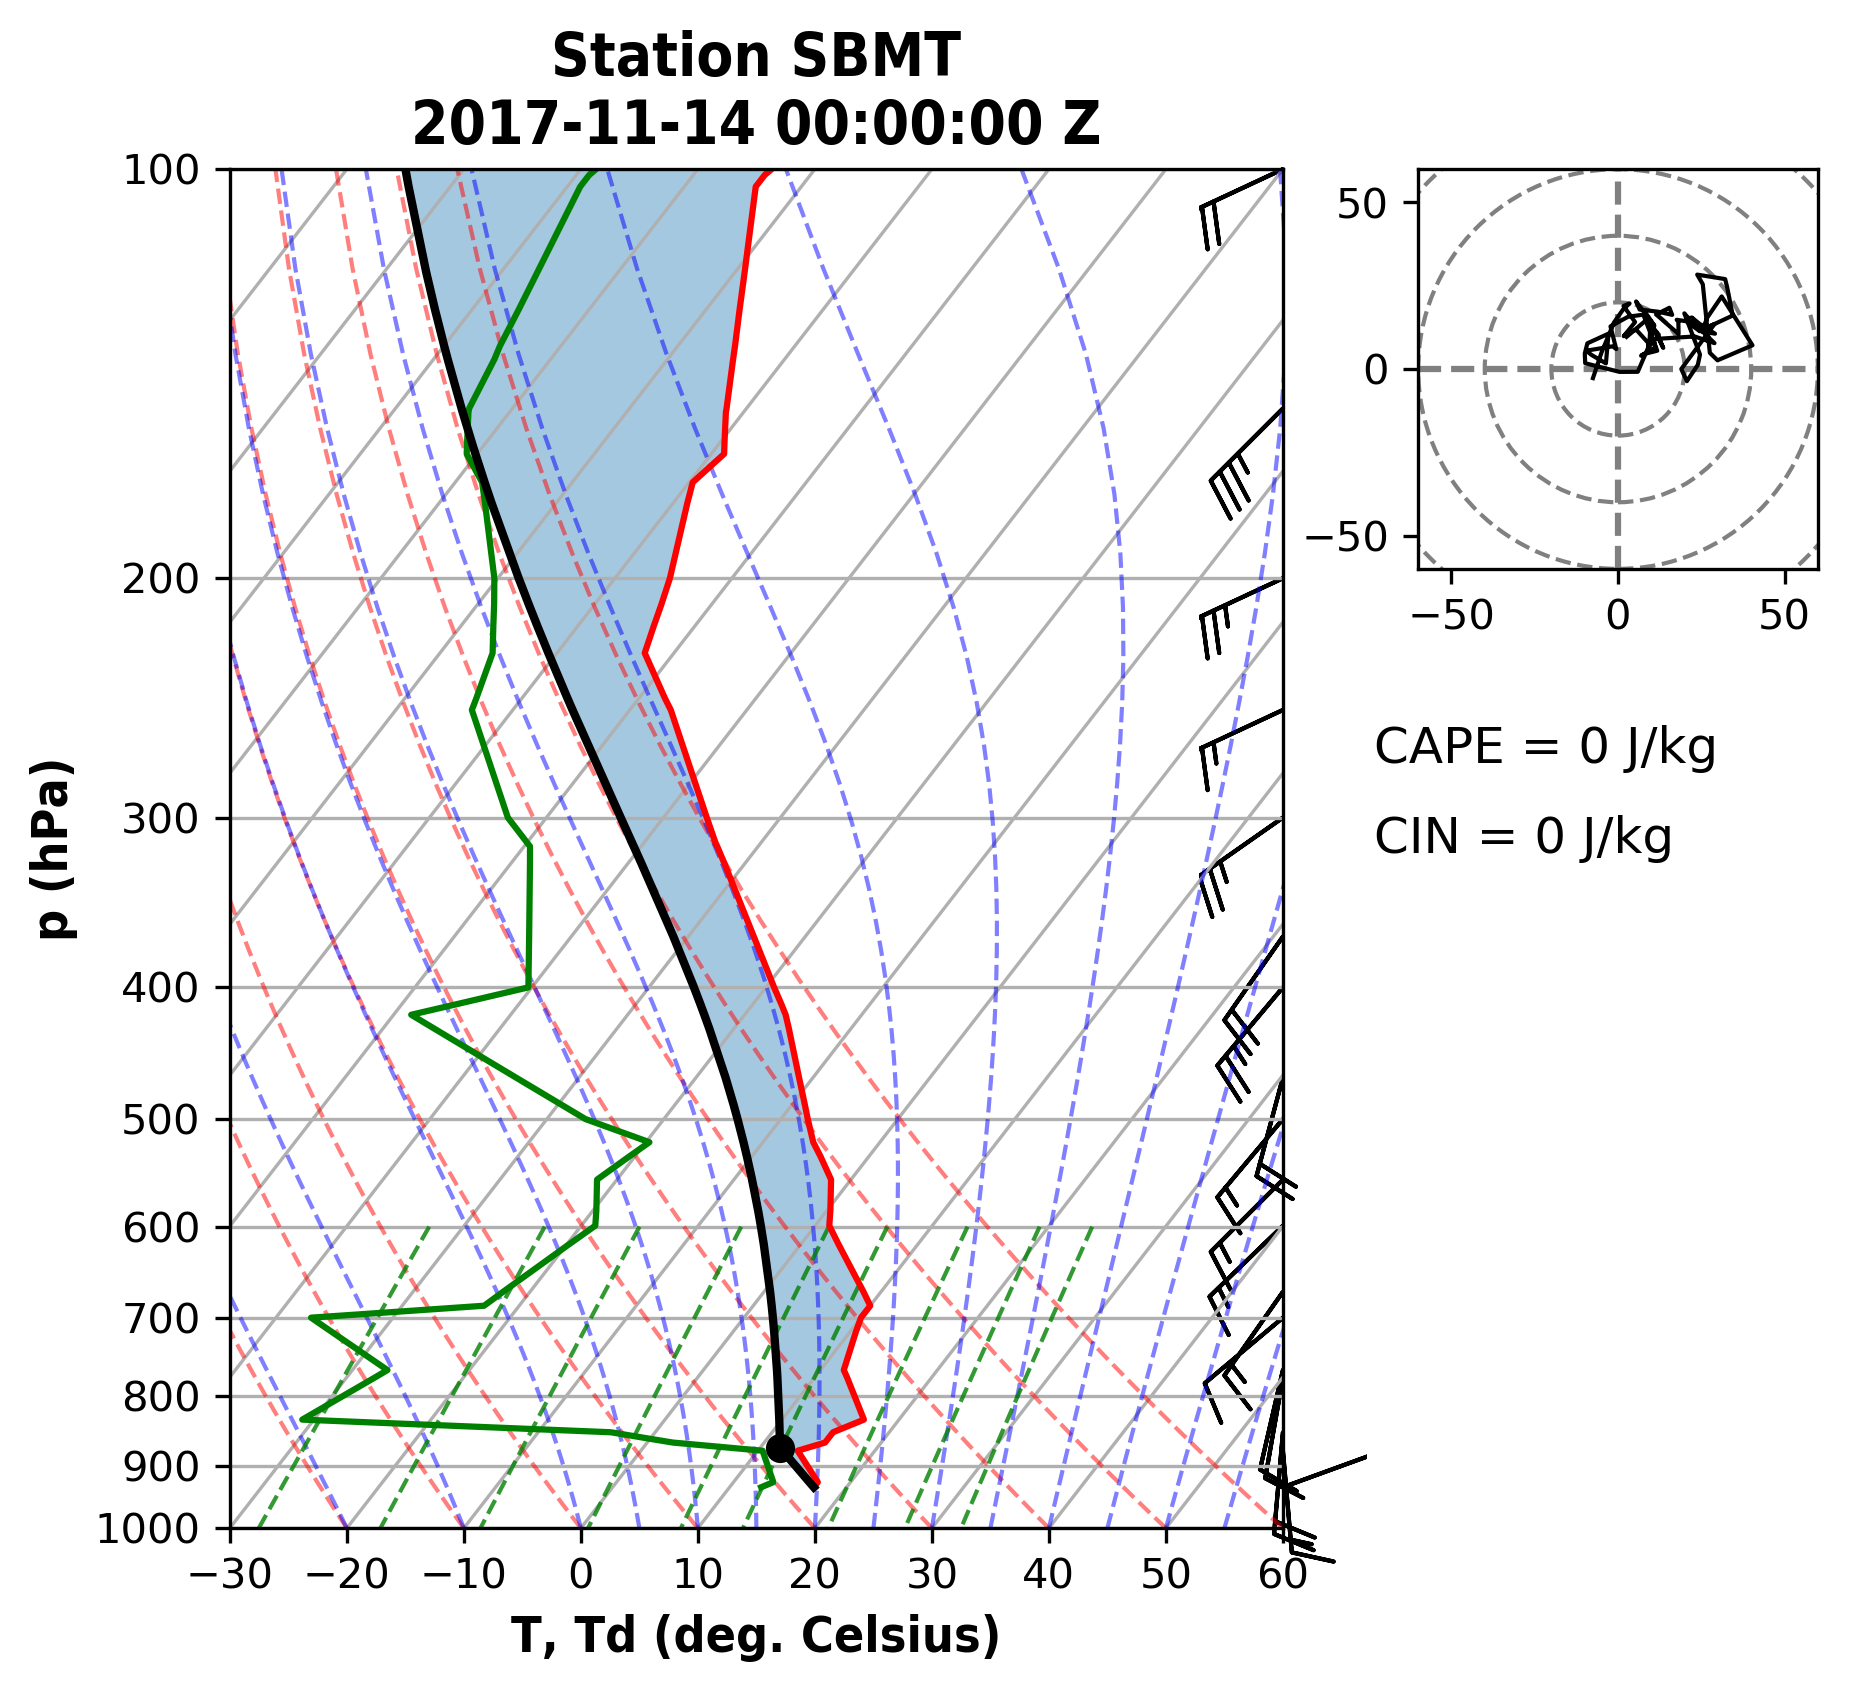 Station SBMT
2017-11-14 00:00:00 Z
100
200
300
400
500
600
700
800
900
1000
p (hPa)
−30 −20 −10 0 10 20 30 40 50 60
T, Td (deg. Celsius)
50
0
−50
−50 0 50
CAPE = 0 J/kg
CIN = 0 J/kg